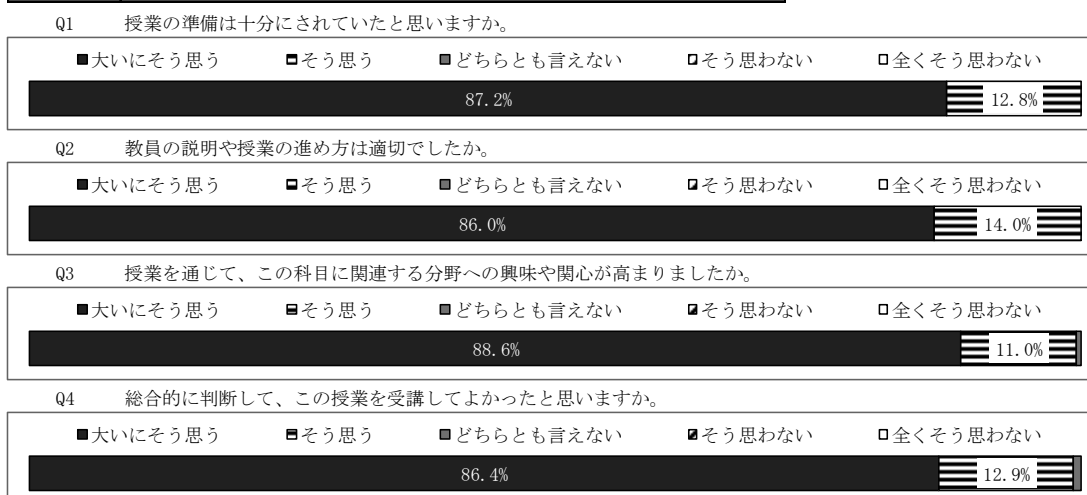 Q1 授業の準備は十分にされていたと思いますか。
■大いにそう思う ■そう思う ■どちらとも言えない □そう思わない □全くそう思わない
87.2% 12.8%
Q2 教員の説明や授業の進め方は適切でしたか。
■大いにそう思う ■そう思う ■どちらとも言えない □そう思わない □全くそう思わない
86.0% 14.0%
Q3 授業を通じて、この科目に関連する分野への興味や関心が高まりましたか。
■大いにそう思う ■そう思う ■どちらとも言えない □そう思わない □全くそう思わない
88.6% 11.0%
Q4 総合的に判断して、この授業を受講してよかったと思いますか。
■大いにそう思う ■そう思う ■どちらとも言えない □そう思わない □全くそう思わない
86.4% 12.9%